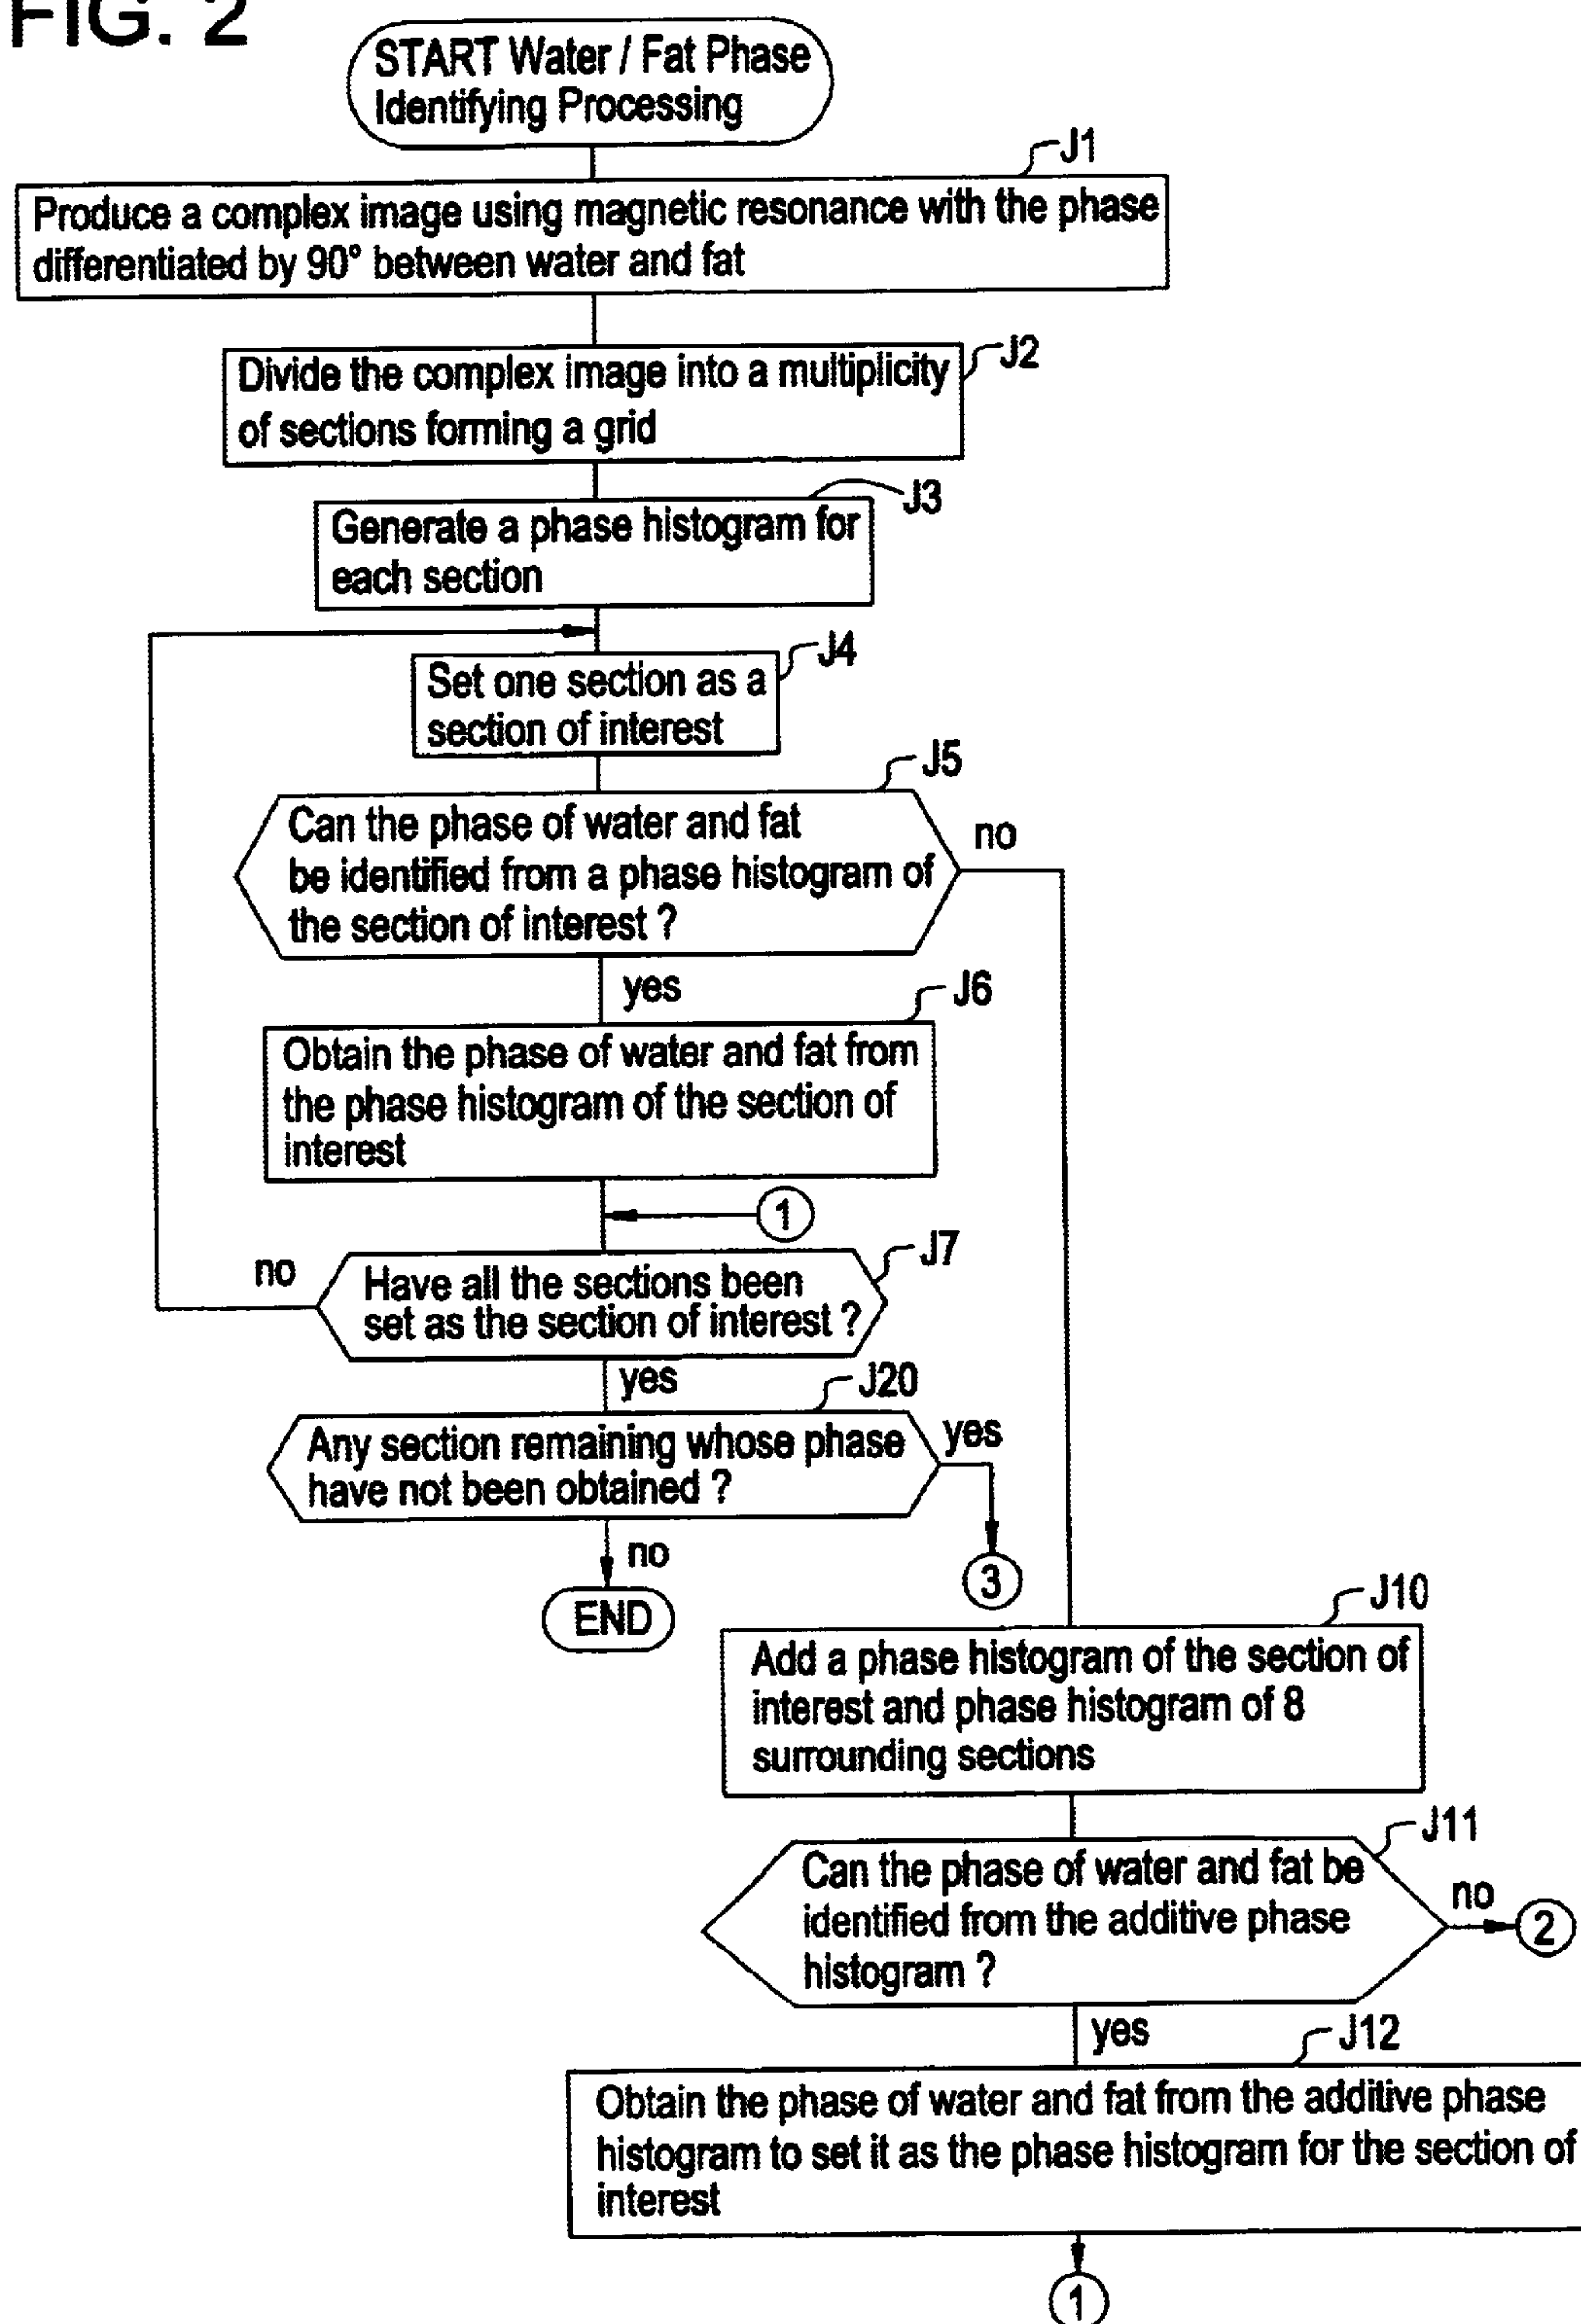 FIG. 2
START Water / Fat Phase
Identifying Processing
J1
Produce a complex image using magnetic resonance with the phase
differentiated by 90° between water and fat
J2
Divide the complex image into a multiplicity
of sections forming a grid
J3
Generate a phase histogram for
each section
J4
Set one section as a
section of interest
J5
Can the phase of water and fat
be identified from a phase histogram of
the section of interest ?
no
yes
J6
Obtain the phase of water and fat from
the phase histogram of the section of
interest
1
J7
no
Have all the sections been
set as the section of interest ?
yes
J20
Any section remaining whose phase
have not been obtained ?
yes
no
3
END
J10
Add a phase histogram of the section of
interest and phase histogram of 8
surrounding sections
J11
Can the phase of water and fat be
identified from the additive phase
histogram ?
no
2
yes
J12
Obtain the phase of water and fat from the additive phase
histogram to set it as the phase histogram for the section of
interest
1